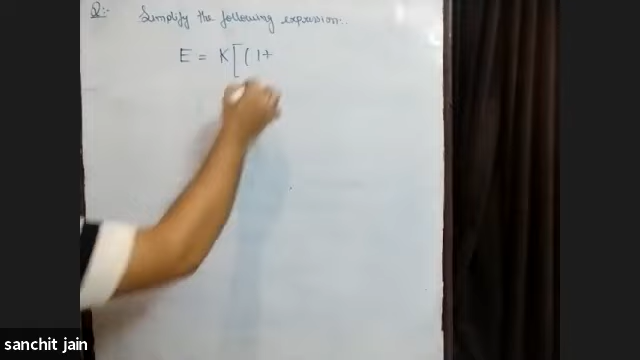 Q:-
Simplify the following expression:-
E = K[(1+
sanchit jain